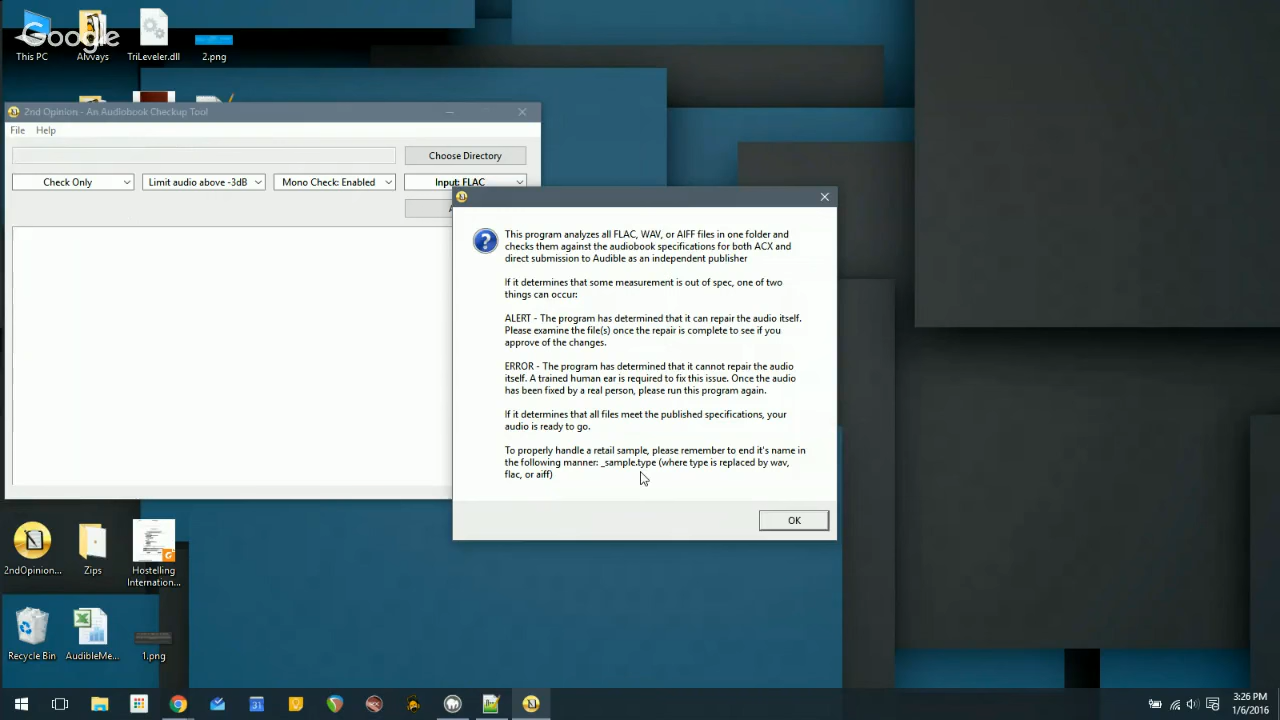 Google
This PC
Alvvays
TriLeveler.dll
2.png
2nd Opinion - An Audiobook Checkup Tool
File Help
Choose Directory
Check Only
Limit audio above -3dB
Mono Check: Enabled
Input: FLAC
This program analyzes all FLAC, WAV, or AIFF files in one folder and
checks them against the audiobook specifications for both ACX and
direct submission to Audible as an independent publisher
If it determines that some measurement is out of spec, one of two
things can occur:
ALERT - The program has determined that it can repair the audio itself.
Please examine the file(s) once the repair is complete to see if you
approve of the changes.
ERROR - The program has determined that it cannot repair the audio
itself. A trained human ear is required to fix this issue. Once the audio
has been fixed by a real person, please run this program again.
If it determines that all files meet the published specifications, your
audio is ready to go.
To properly handle a retail sample, please remember to end it's name in
the following manner: _sample.type (where type is replaced by wav,
flac, or aiff)
OK
2ndOpinion...
Zips
Hostelling
Internation...
Recycle Bin
AudibleMe...
1.png
31
3:26 PM
1/6/2016